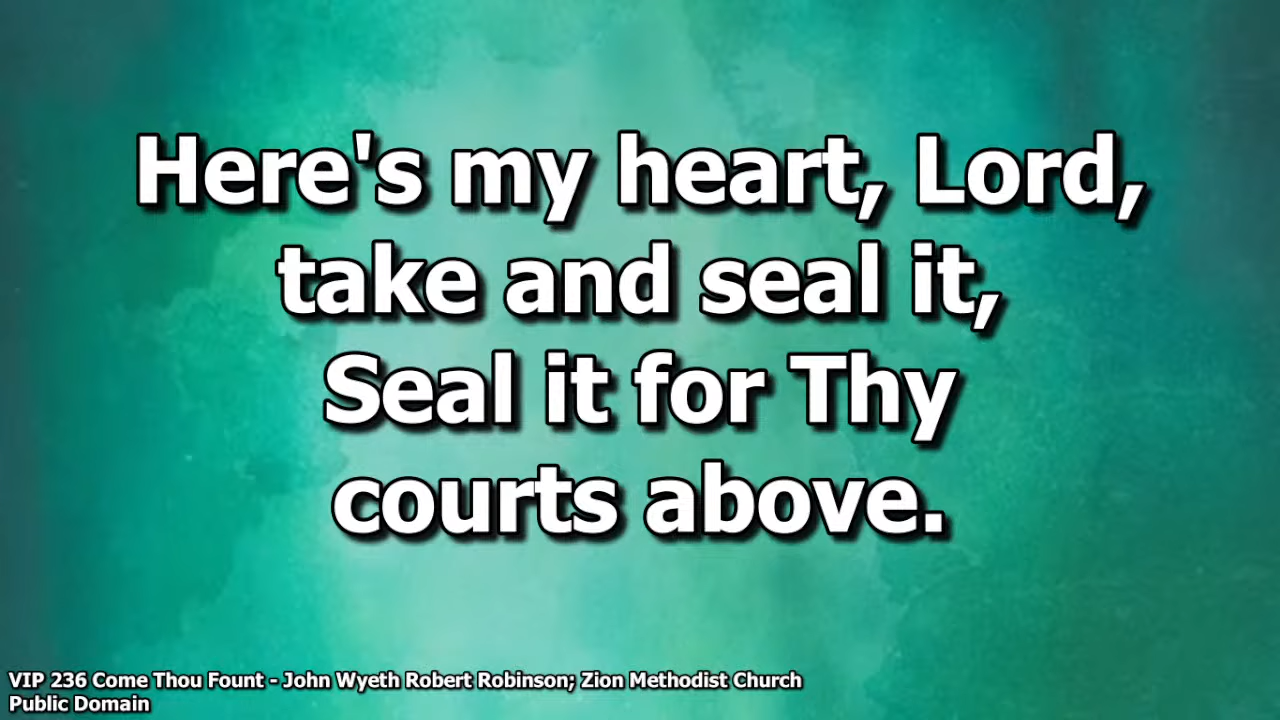 Here's my heart, Lord,
take and seal it,
Seal it for Thy
courts above.
VIP 236 Come Thou Fount - John Wyeth Robert Robinson; Zion Methodist Church
Public Domain